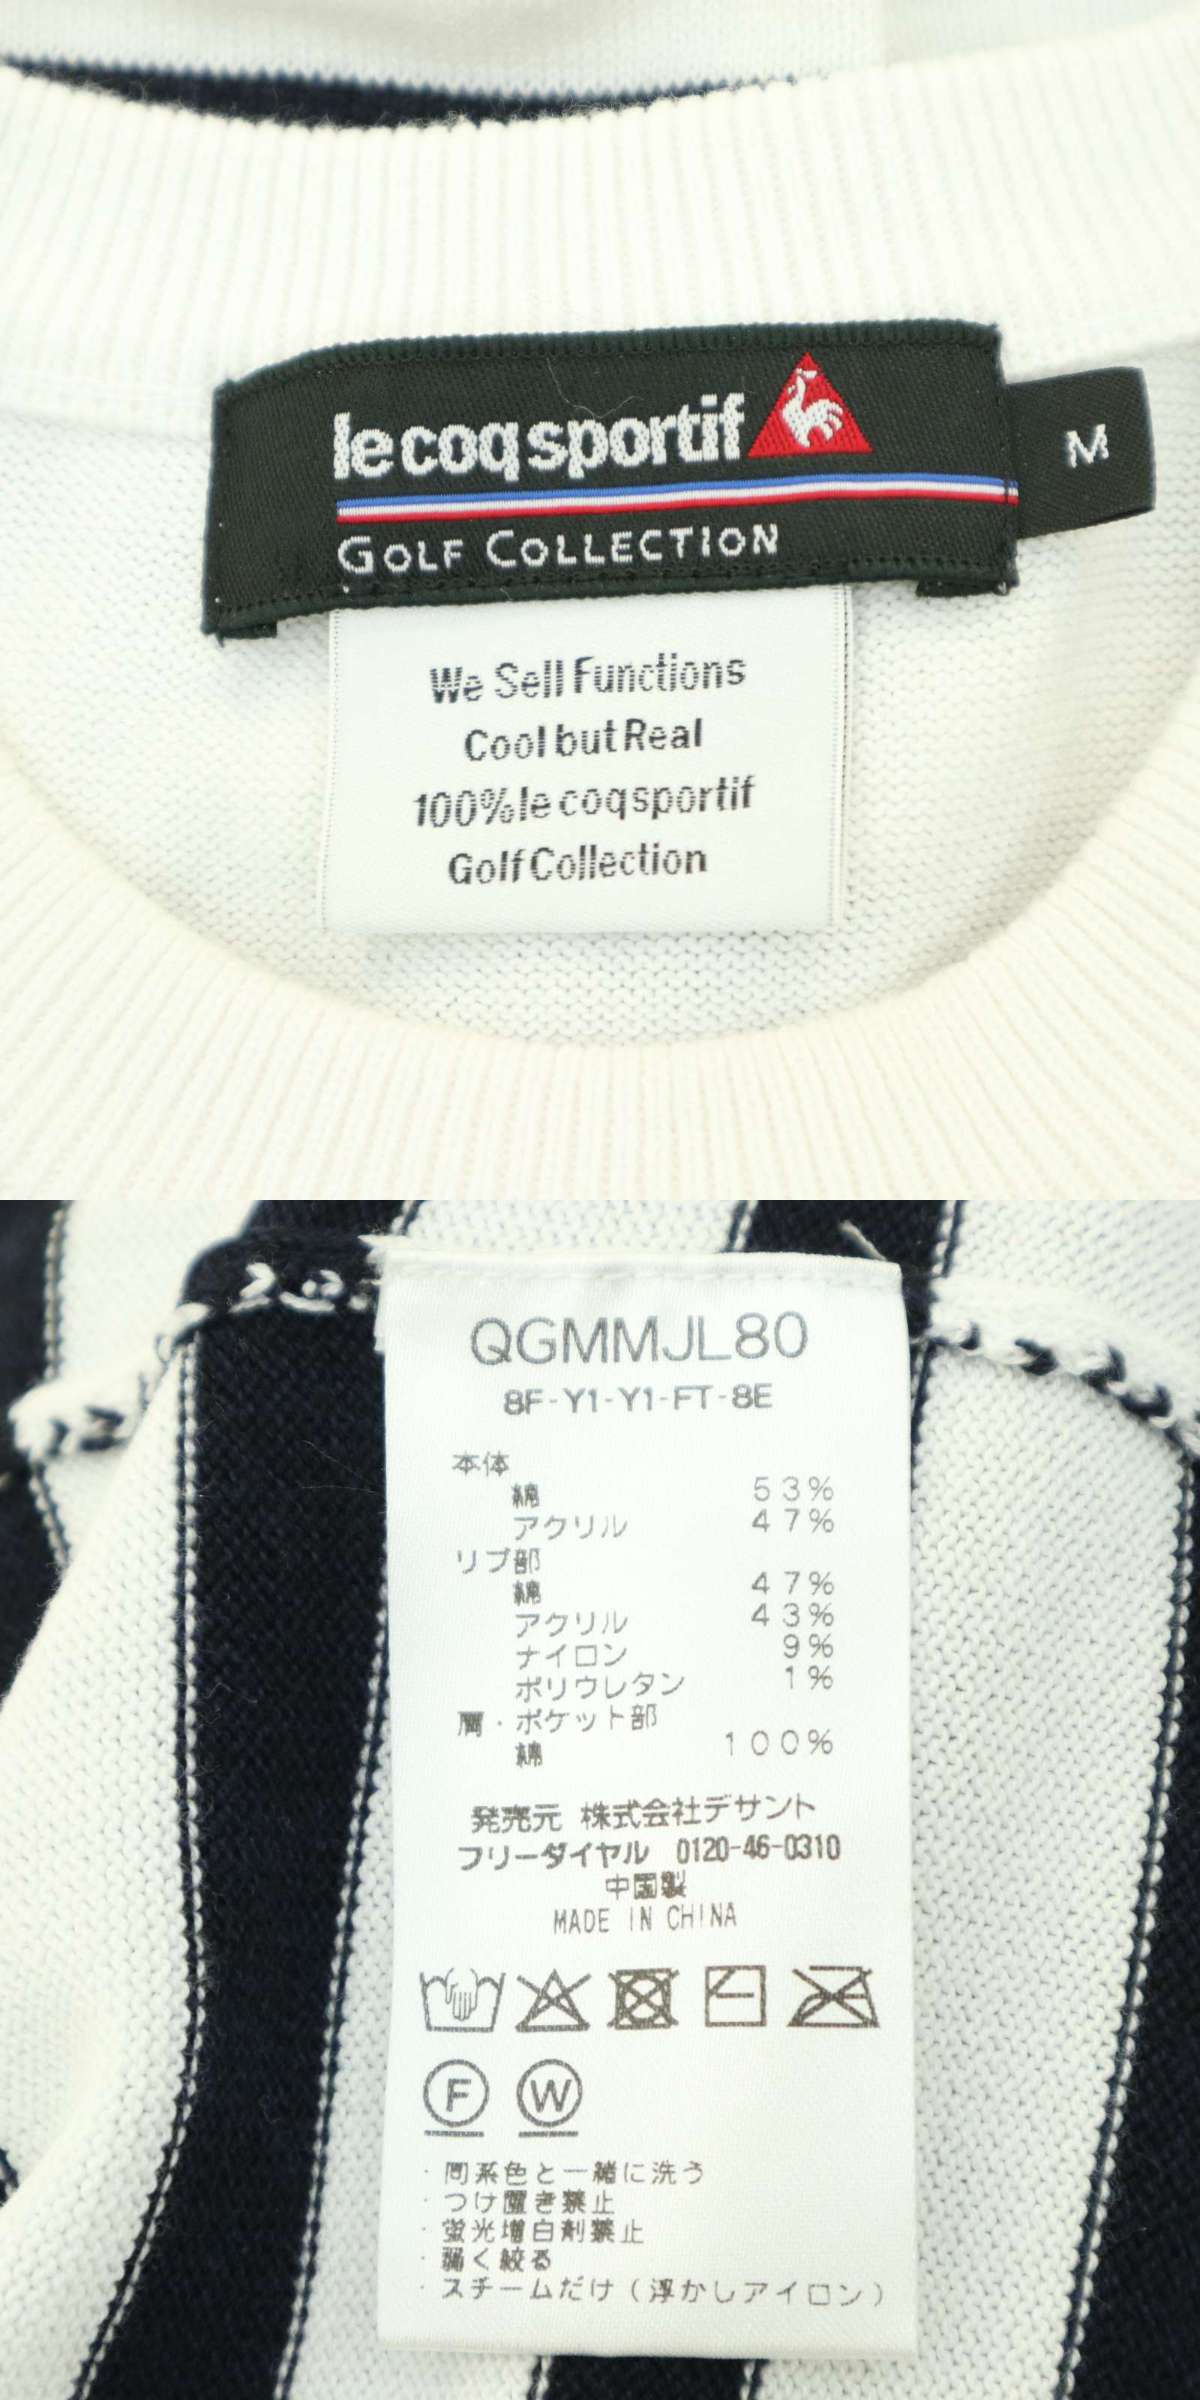 le coq sportif
GOLF COLLECTION
M
We Sell Functions
Cool but Real
100% le coq sportif
Golf Collection
QGMMJL80
8F-Y1-Y1-FT-8E
本体
綿 53%
アクリル 47%
リブ部
綿 47%
アクリル 43%
ナイロン 9%
ポリウレタン 1%
肩・ポケット部
綿 100%
発売元 株式会社デサント
フリーダイヤル 0120-46-0310
中国製
MADE IN CHINA
F W
・同系色と一緒に洗う
・つけ置き禁止
・蛍光増白剤禁止
・弱く絞る
・スチームだけ(浮かしアイロン)